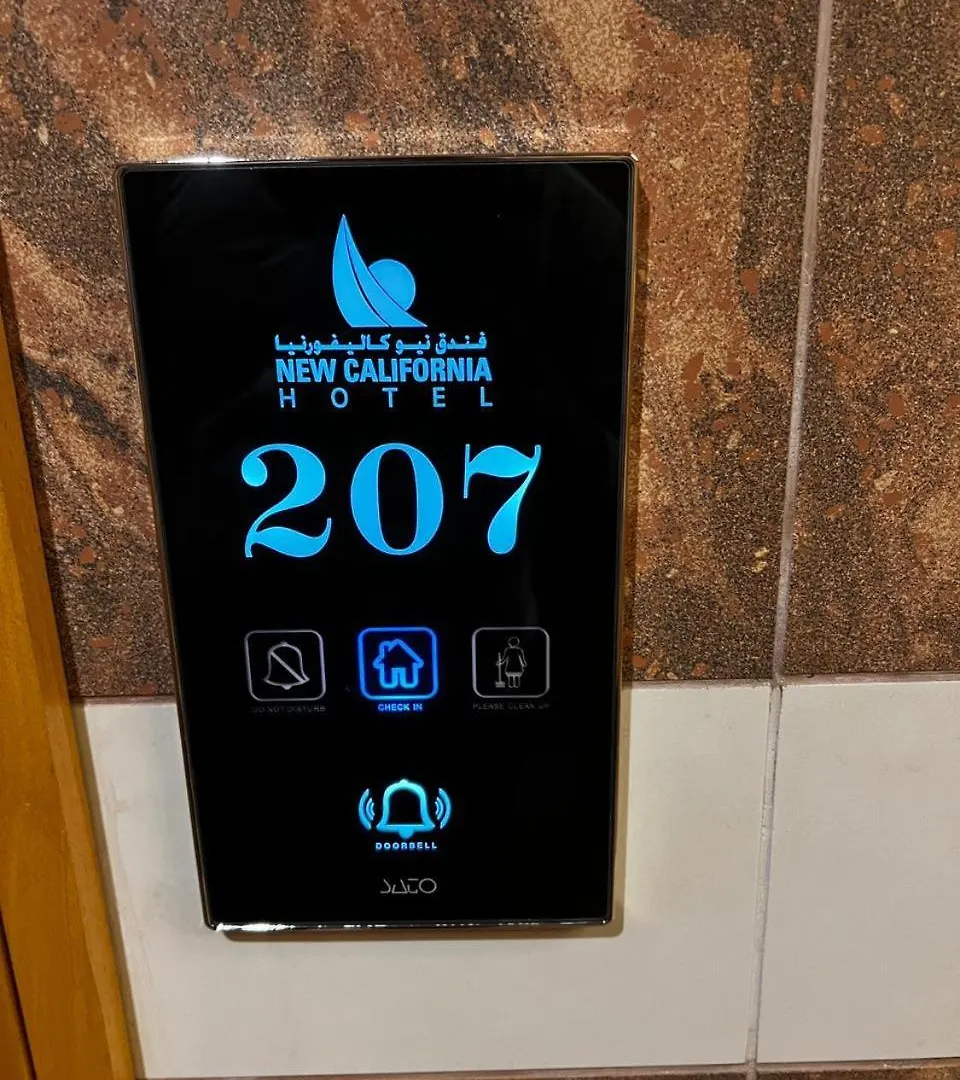 فندق نيو كاليفورنيا
NEW CALIFORNIA
HOTEL
207
DO NOT DISTURB
CHECK IN
PLEASE CLEAN UP
DOORBELL
SATO